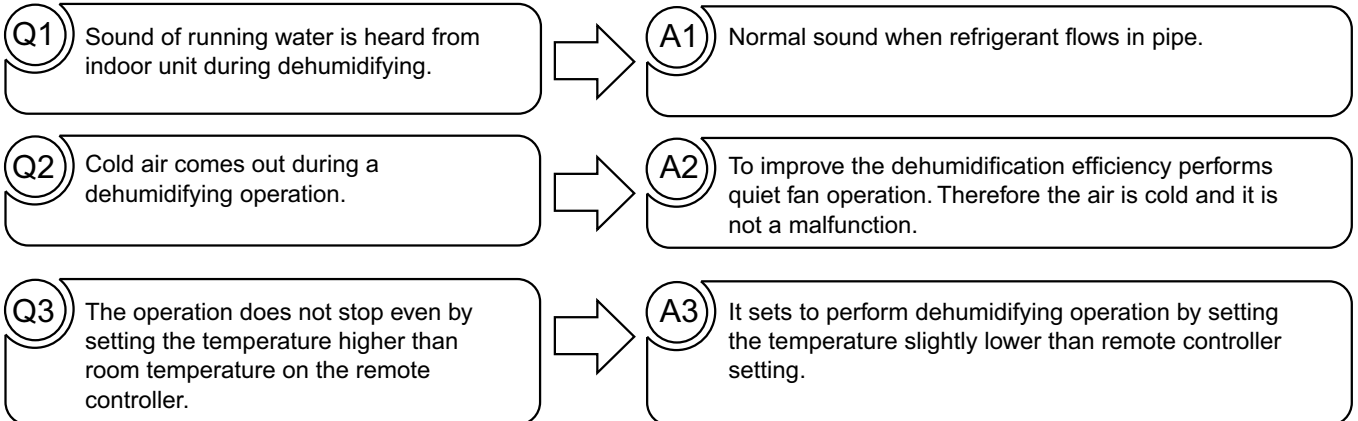 Q1
Sound of running water is heard from
indoor unit during dehumidifying.
A1
Normal sound when refrigerant flows in pipe.
Q2
Cold air comes out during a
dehumidifying operation.
A2
To improve the dehumidification efficiency performs
quiet fan operation. Therefore the air is cold and it is
not a malfunction.
Q3
The operation does not stop even by
setting the temperature higher than
room temperature on the remote
controller.
A3
It sets to perform dehumidifying operation by setting
the temperature slightly lower than remote controller
setting.